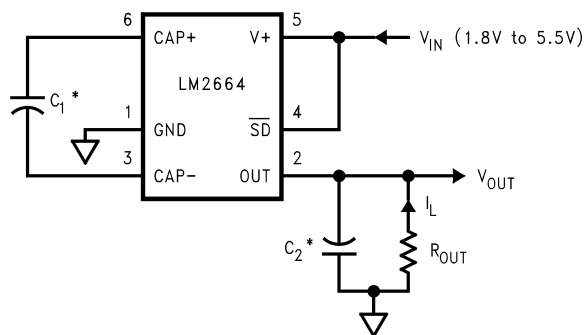 6 CAP+ V+ 5 V_IN (1.8V to 5.5V)
LM2664
C_1 *
1 GND S̅D̅ 4
3 CAP- OUT 2
V_OUT
I_L
C_2 *
R_OUT